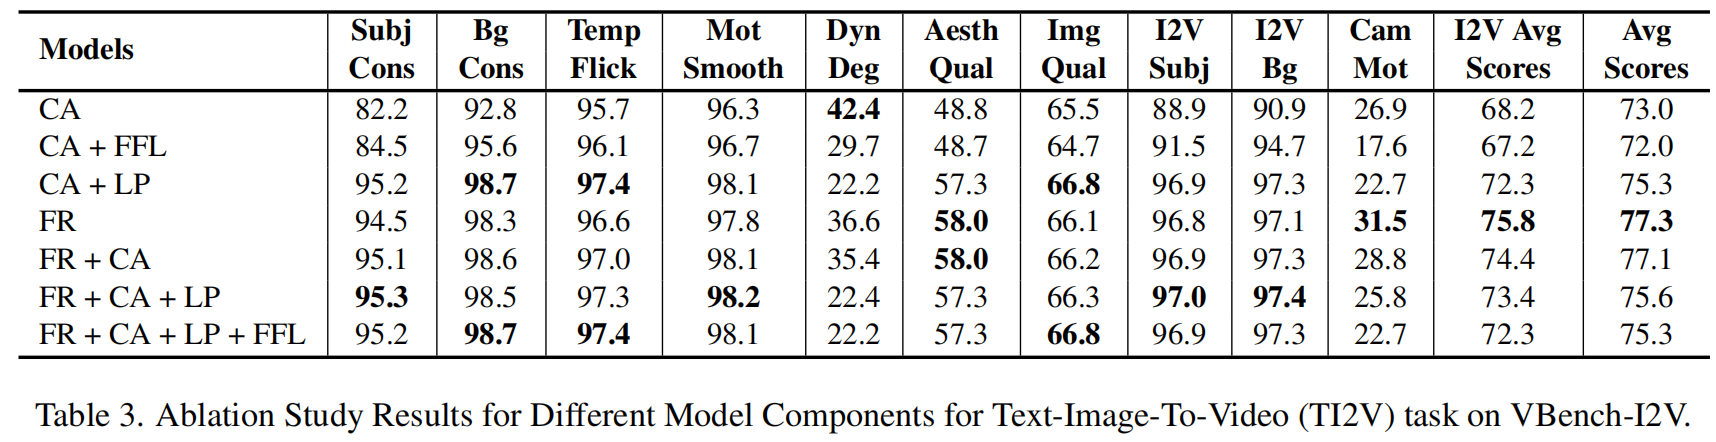 Models Subj Cons Bg Cons Temp Flick Mot Smooth Dyn Deg Aesth Qual Img Qual I2V Subj I2V Bg Cam Mot I2V Avg Scores Avg Scores
CA 82.2 92.8 95.7 96.3 42.4 48.8 65.5 88.9 90.9 26.9 68.2 73.0
CA + FFL 84.5 95.6 96.1 96.7 29.7 48.7 64.7 91.5 94.7 17.6 67.2 72.0
CA + LP 95.2 98.7 97.4 98.1 22.2 57.3 66.8 96.9 97.3 22.7 72.3 75.3
FR 94.5 98.3 96.6 97.8 36.6 58.0 66.1 96.8 97.1 31.5 75.8 77.3
FR + CA 95.1 98.6 97.0 98.1 35.4 58.0 66.2 96.9 97.3 28.8 74.4 77.1
FR + CA + LP 95.3 98.5 97.3 98.2 22.4 57.3 66.3 97.0 97.4 25.8 73.4 75.6
FR + CA + LP + FFL 95.2 98.7 97.4 98.1 22.2 57.3 66.8 96.9 97.3 22.7 72.3 75.3
Table 3. Ablation Study Results for Different Model Components for Text-Image-To-Video (TI2V) task on VBench-I2V.